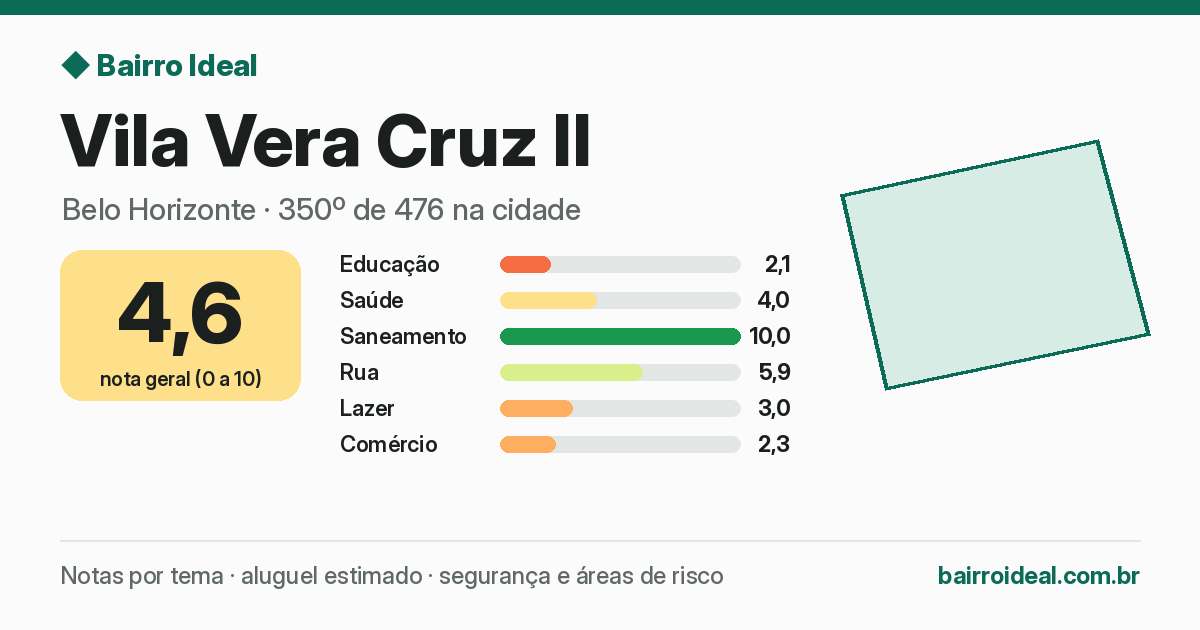 Bairro Ideal
Vila Vera Cruz II
Belo Horizonte · 350º de 476 na cidade
4,6
nota geral (0 a 10)
Educação 2,1
Saúde 4,0
Saneamento 10,0
Rua 5,9
Lazer 3,0
Comércio 2,3
Notas por tema · aluguel estimado · segurança e áreas de risco
bairroideal.com.br